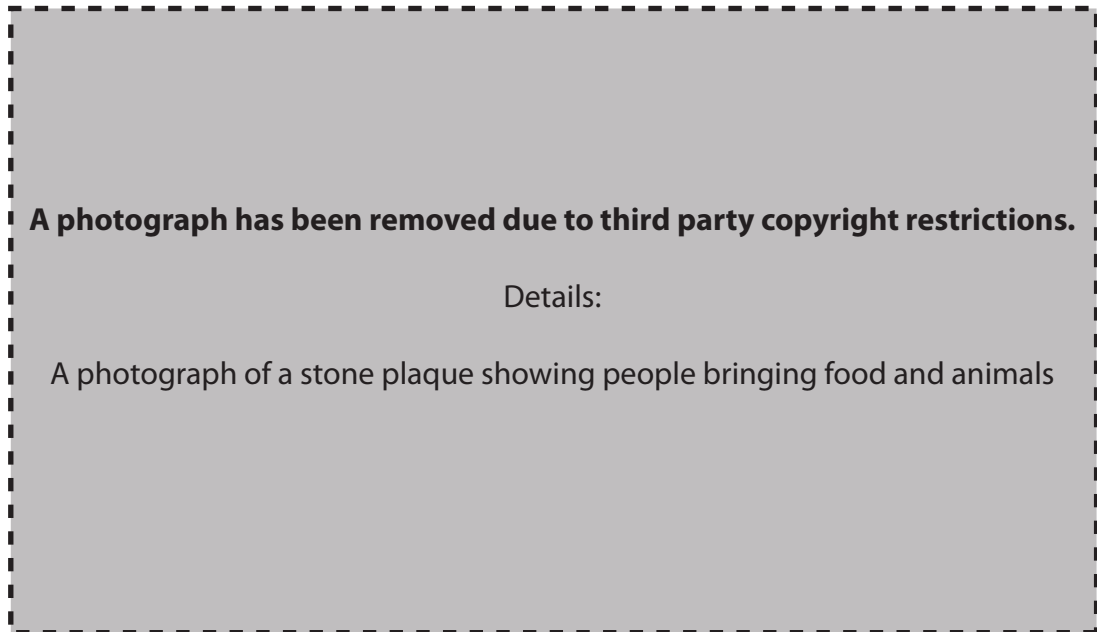 A photograph has been removed due to third party copyright restrictions.
Details:
A photograph of a stone plaque showing people bringing food and animals